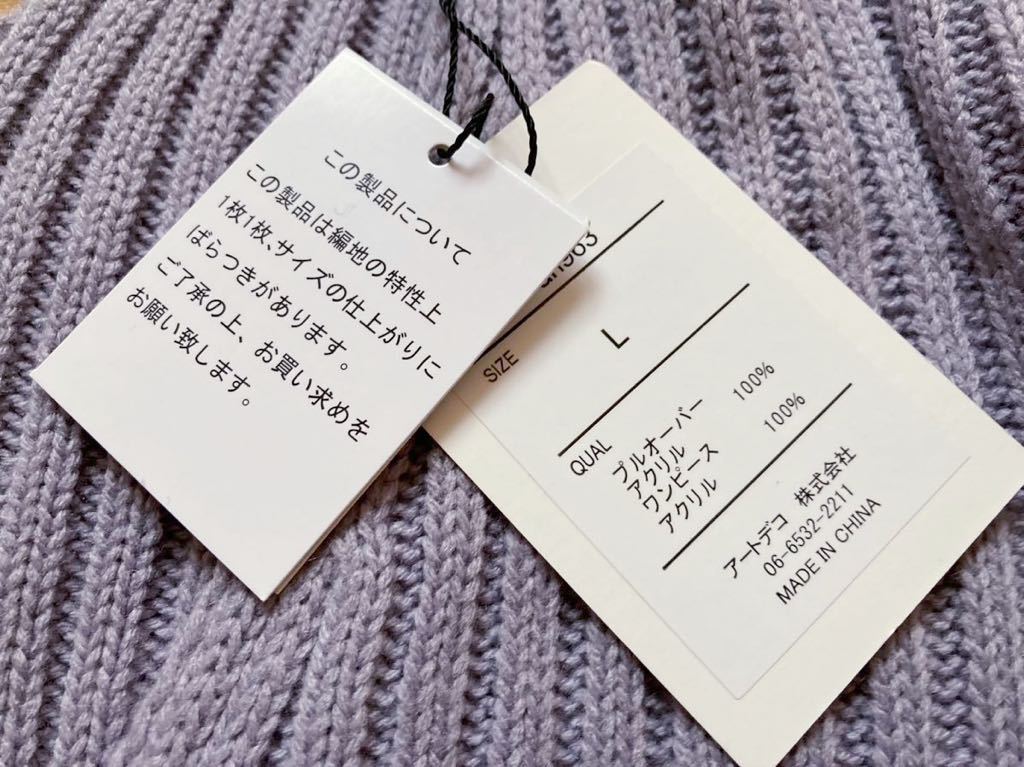 この製品について
この製品は編地の特性上
1枚1枚、サイズの仕上がりに
ばらつきがあります。
ご了承の上、お買い求めを
お願い致します。
SIZE
L
QUAL
プルオーバー
アクリル 100%
ワンピース
アクリル 100%
アートデコ 株式会社
06-6532-2211
MADE IN CHINA